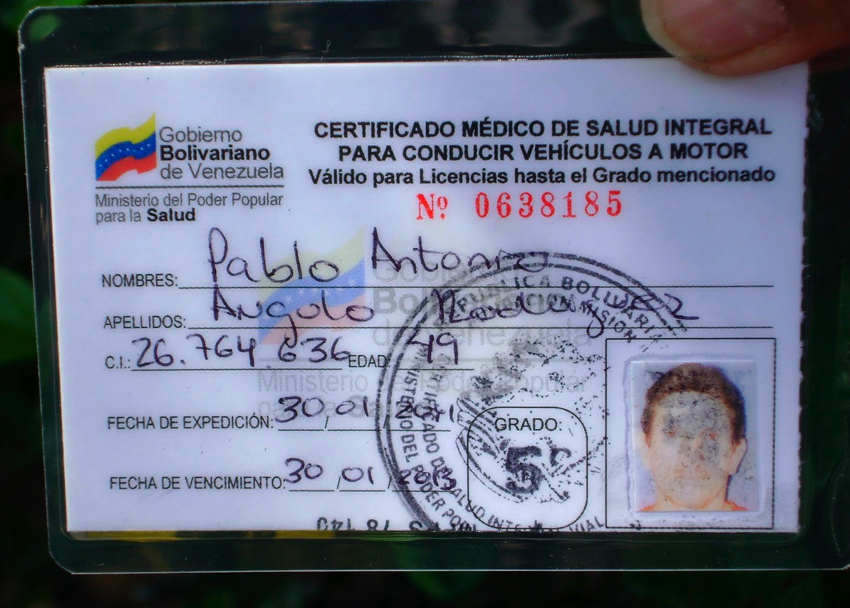 Gobierno
Bolivariano
de Venezuela
Ministerio del Poder Popular
para la Salud
CERTIFICADO MÉDICO DE SALUD INTEGRAL
PARA CONDUCIR VEHÍCULOS A MOTOR
Válido para Licencias hasta el Grado mencionado
Nº 0638185
NOMBRES: Pablo Antonio
APELLIDOS: Angulo
C.I.: 26.764 636 EDAD 49
FECHA DE EXPEDICIÓN: 30/01/
FECHA DE VENCIMIENTO: 30/01/
GRADO:
5º